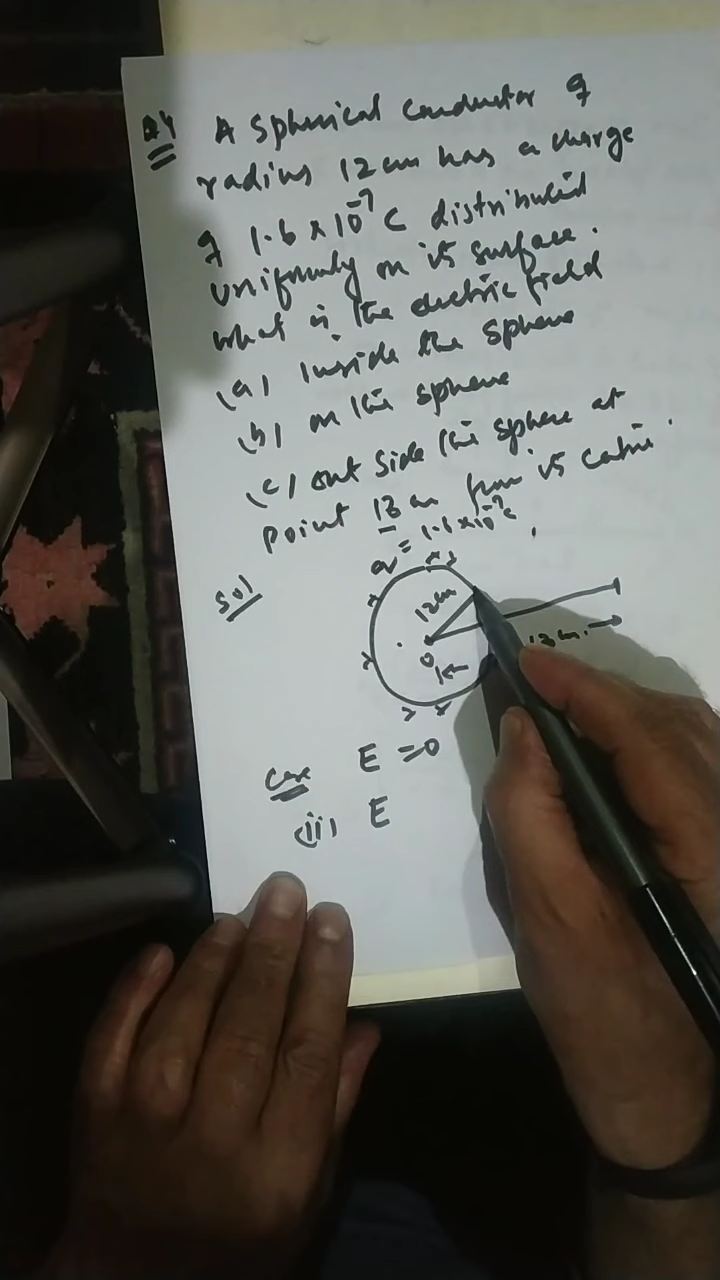 Q4 A Spherical Conductor of
radius 12 cm has a charge
of 1.6 x 10⁻⁷ C distributed
uniformly on its surface.
what is the electric field
(a) Inside the sphere
(b) on the sphere
(c) out side the sphere at
point 18 cm from its centre.
q = 1.6 x 10⁻⁷ c
Sol
12cm
O
18 cm.
Case E = 0
(ii) E